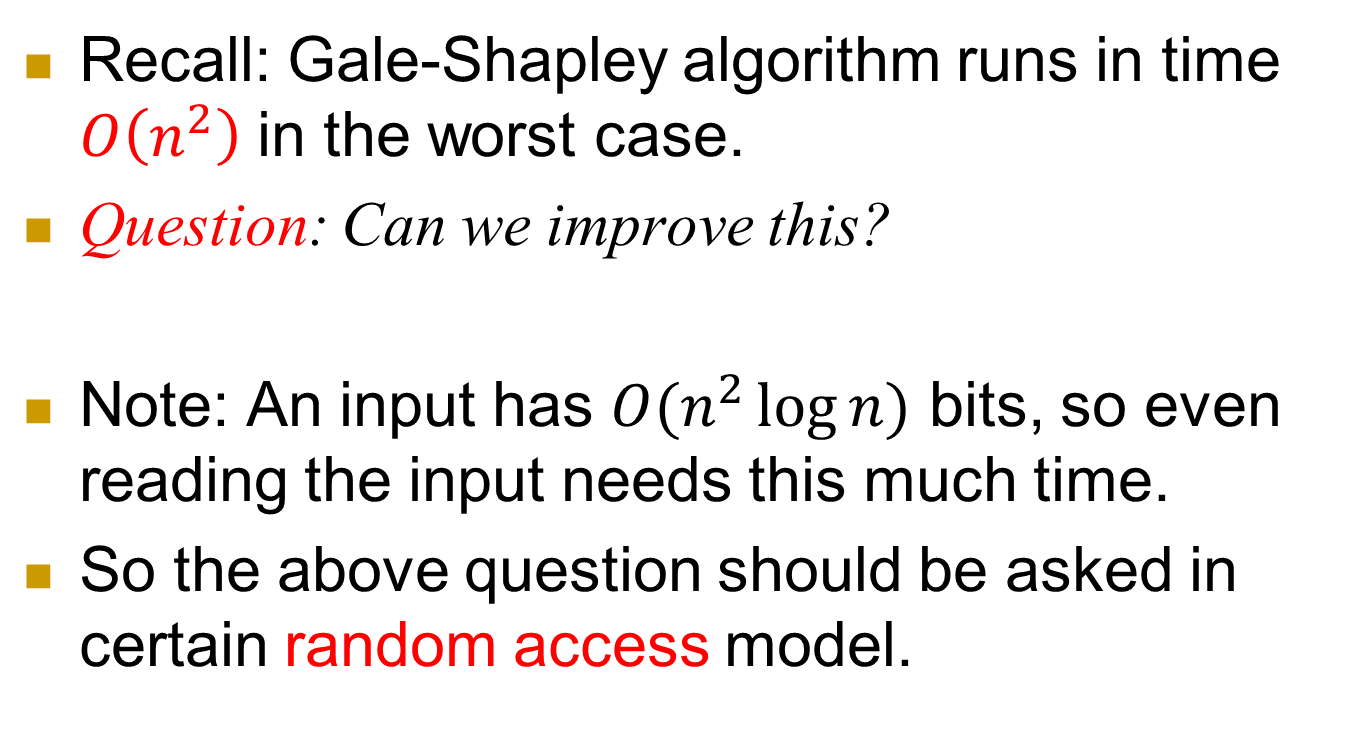 Recall: Gale-Shapley algorithm runs in time
𝑂(𝑛²) in the worst case.
Question: Can we improve this?
Note: An input has 𝑂(𝑛² log 𝑛) bits, so even
reading the input needs this much time.
So the above question should be asked in
certain random access model.